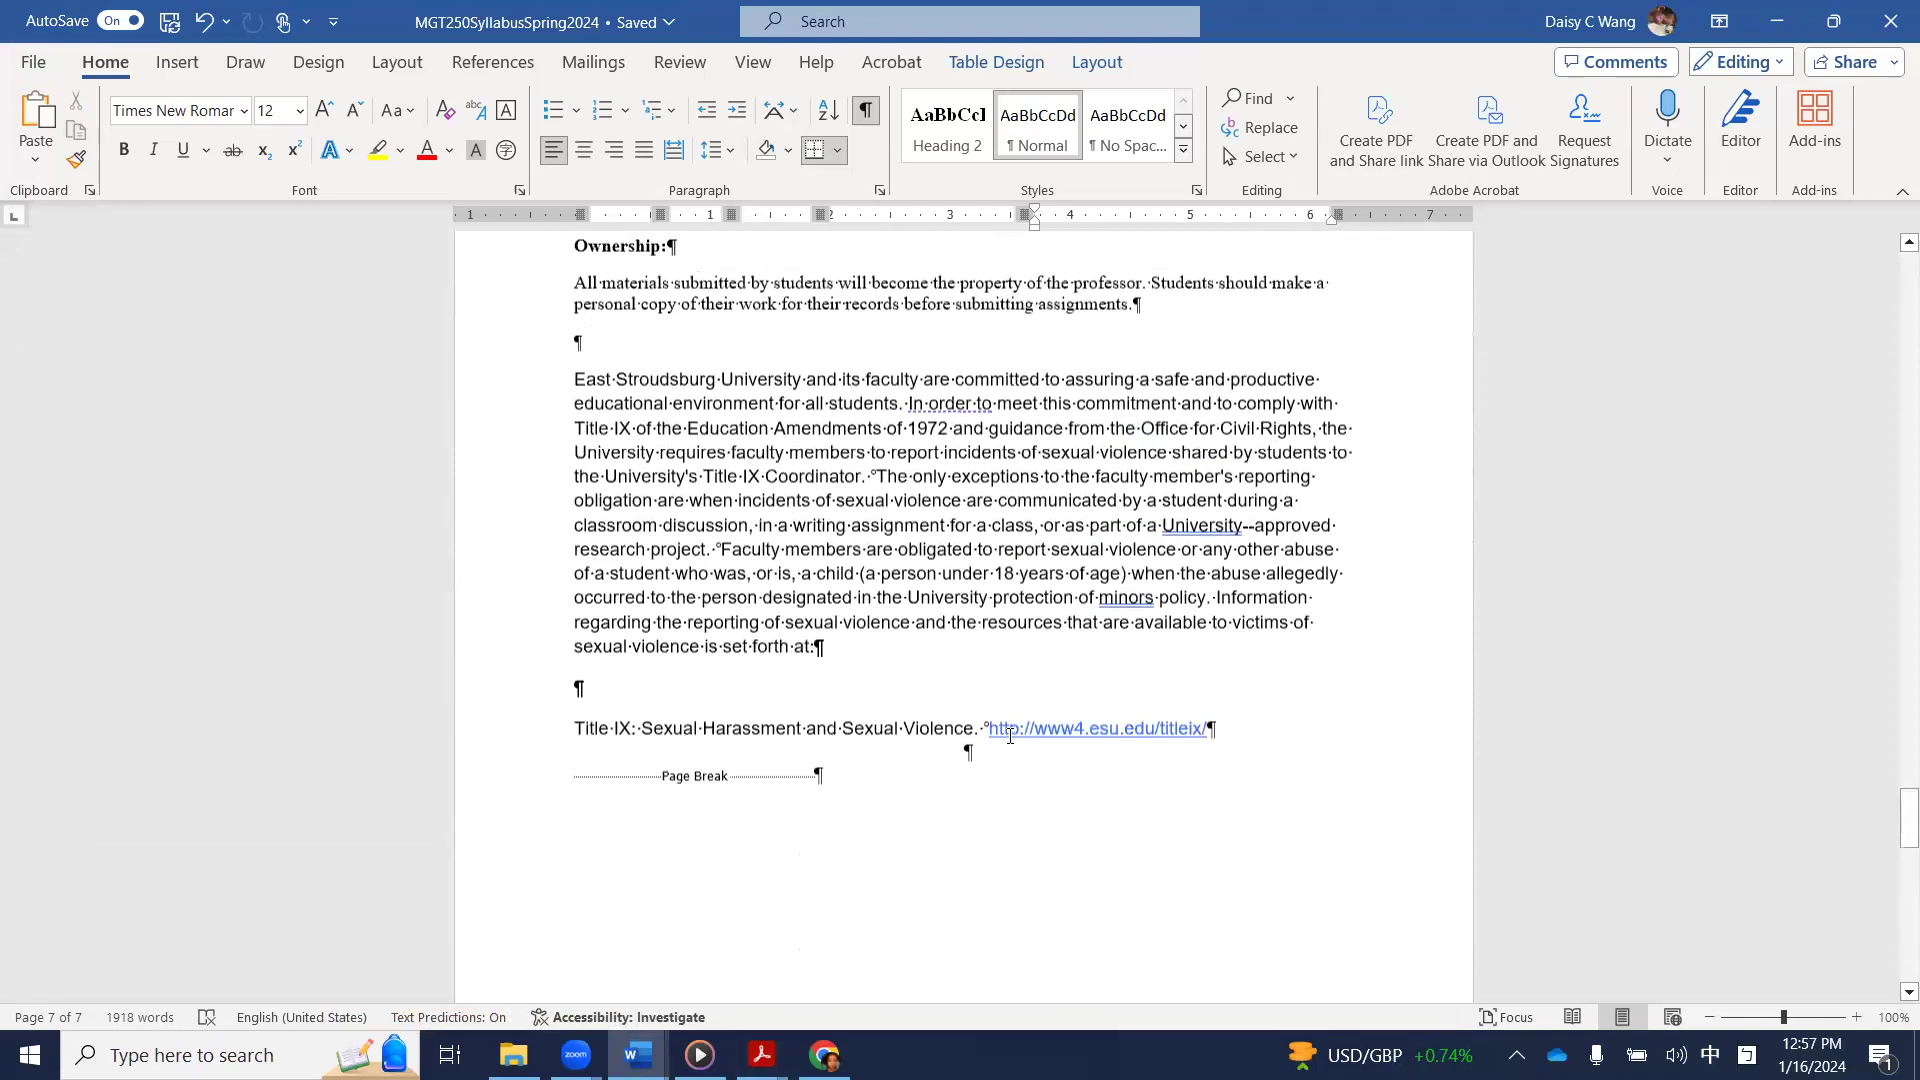 AutoSave On MGT250SyllabusSpring2024 • Saved Search Daisy C Wang
File Home Insert Draw Design Layout References Mailings Review View Help Acrobat Table Design Layout Comments Editing Share
Times New Romar 12 Aa AaBbCcI AaBbCcDd AaBbCcDd Find
Paste Heading 2 ¶ Normal ¶ No Spac... Replace
Select
Create PDF and Share link
Create PDF and Share via Outlook
Request Signatures
Dictate Editor Add-ins
Clipboard Font Paragraph Styles Editing Adobe Acrobat Voice Editor Add-ins
1 1 2 3 4 5 6 7
Ownership:¶
All·materials·submitted·by·students·will·become·the·property·of·the·professor.·Students·should·make·a·
personal·copy·of·their·work·for·their·records·before·submitting·assignments.¶
¶
East·Stroudsburg·University·and·its·faculty·are·committed·to·assuring·a·safe·and·productive·
educational·environment·for·all·students.·In·order·to·meet·this·commitment·and·to·comply·with·
Title·IX·of·the·Education·Amendments·of·1972·and·guidance·from·the·Office·for·Civil·Rights,·the·
University·requires·faculty·members·to·report·incidents·of·sexual·violence·shared·by·students·to·
the·University's·Title·IX·Coordinator.·°The·only·exceptions·to·the·faculty·member's·reporting·
obligation·are·when·incidents·of·sexual·violence·are·communicated·by·a·student·during·a·
classroom·discussion,·in·a·writing·assignment·for·a·class,·or·as·part·of·a·University--approved·
research·project.·°Faculty·members·are·obligated·to·report·sexual·violence·or·any·other·abuse·
of·a·student·who·was,·or·is,·a·child·(a·person·under·18·years·of·age)·when·the·abuse·allegedly·
occurred·to·the·person·designated·in·the·University·protection·of·minors·policy.·Information·
regarding·the·reporting·of·sexual·violence·and·the·resources·that·are·available·to·victims·of·
sexual·violence·is·set·forth·at:¶
¶
Title·IX:·Sexual·Harassment·and·Sexual·Violence.·°http://www4.esu.edu/titleix/¶
¶
Page Break ¶
Page 7 of 7 1918 words English (United States) Text Predictions: On Accessibility: Investigate Focus 100%
Type here to search zoom USD/GBP +0.74% 中 12:57 PM
1/16/2024 1